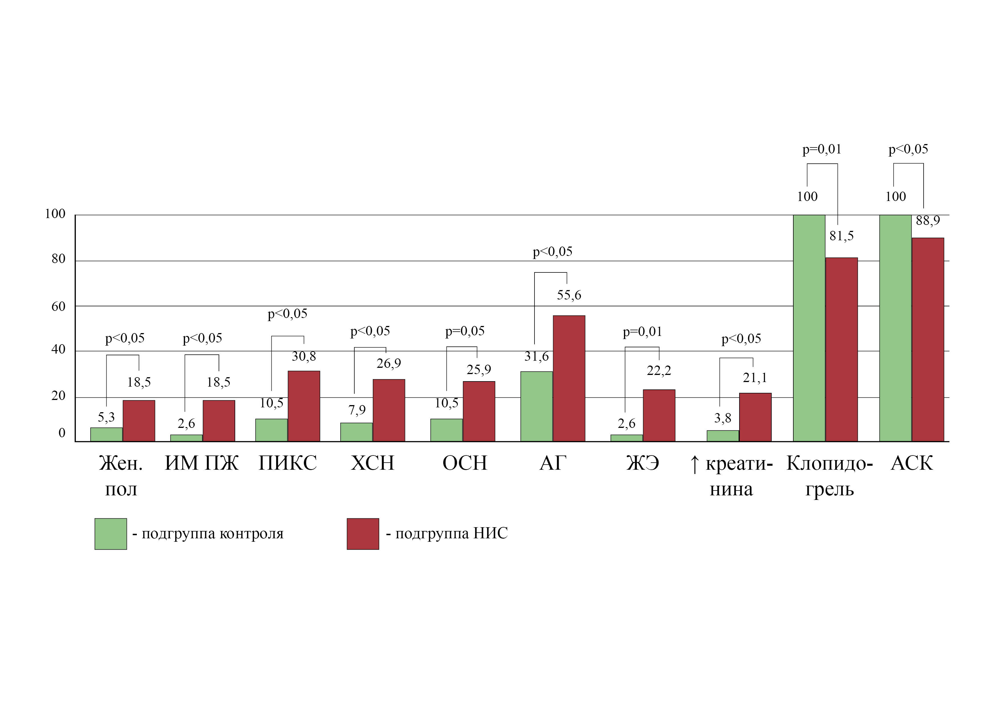 p=0,01
p<0,05
100
100
100
88,9
81,5
p<0,05
80
55,6
60
p<0,05
p<0,05
p=0,05
p=0,01
p<0,05
p<0,05
p<0,05
40
30,8
31,6
26,9
25,9
22,2
21,1
18,5
18,5
20
10,5
10,5
7,9
5,3
3,8
2,6
2,6
0
Жен. ИМ ПЖ ПИКС ХСН ОСН АГ ЖЭ ↑ креати- Клопидо- АСК
пол нина грель
- подгруппа контроля
- подгруппа НИС